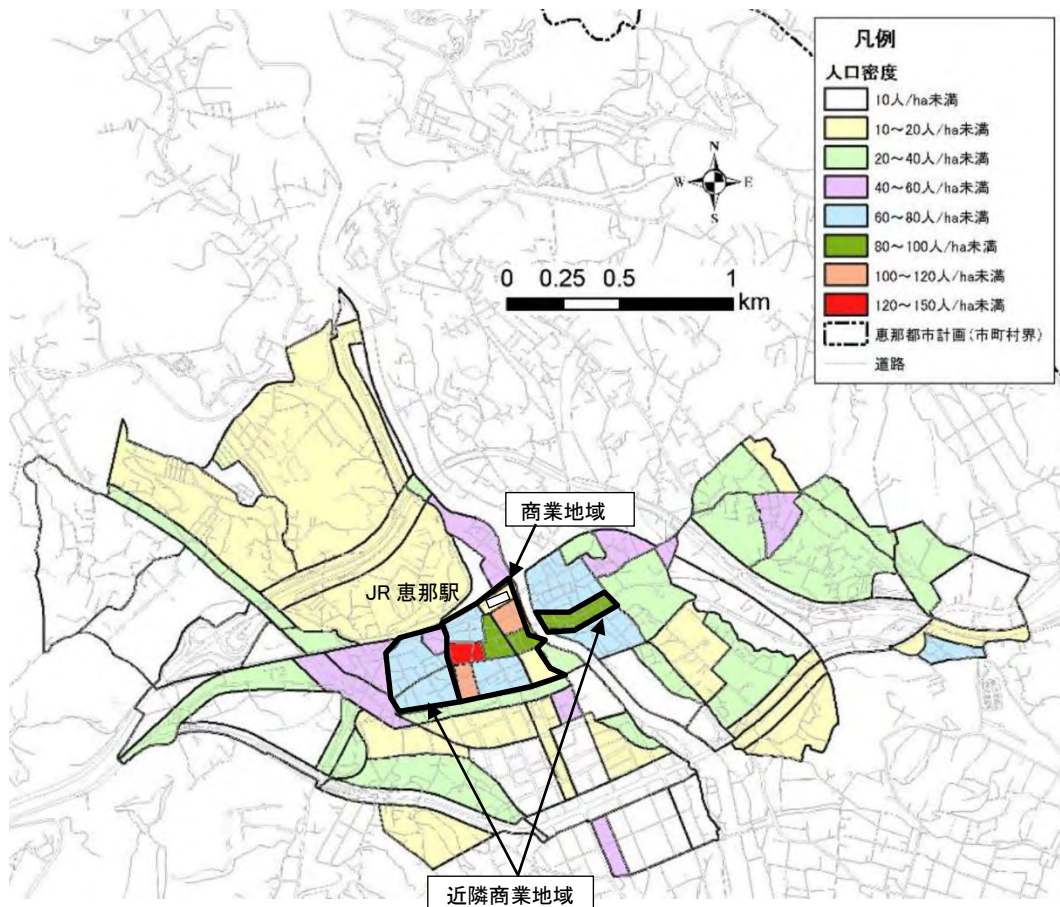 凡例
人口密度
10人/ha未満
10～20人/ha未満
20～40人/ha未満
40～60人/ha未満
60～80人/ha未満
80～100人/ha未満
100～120人/ha未満
120～150人/ha未満
恵那都市計画(市町村界)
道路
N
W E
S
0 0.25 0.5 1
km
商業地域
JR 恵那駅
近隣商業地域